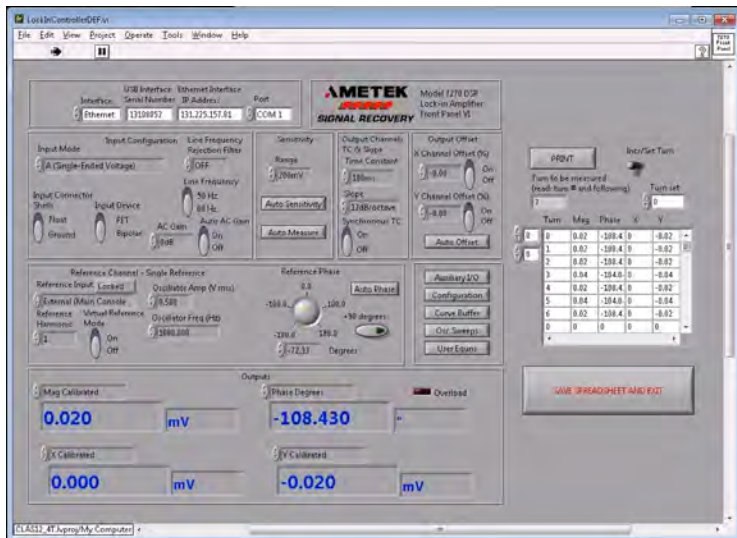 LockInControllerDEF.vi
File Edit View Project Operate Tools Window Help
7270
Front
Panel
USB Interface Ethernet Interface
Interface Serial Number IP Address Port
Ethernet 13108052 131.225.157.81 COM 1
AMETEK
SIGNAL RECOVERY
Model 7270 DSP
Lock-in Amplifier
Front Panel VI
Input Configuration
Input Mode
A (Single-Ended Voltage)
Line Frequency
Rejection Filter
OFF
Line Frequency
50 Hz
60 Hz
Input Connector
Shells
Float
Ground
Input Device
FET
Bipolar
AC Gain
0dB
Auto AC Gain
On
Off
Sensitivity
Range
200mV
Auto Sensitivity
Auto Measure
Output Channels
TC & Slope
Time Constant
100ms
Slope
12dB/octave
Synchronous TC
On
Off
Output Offset
X Channel Offset (%)
-0.00
On
Off
Y Channel Offset (%)
-0.00
On
Off
Auto Offset
PRINT
Incr/Set Turn
Turn to be measured
(read: turn # and following)
7
Turn set
0
Turn Mag Phase X Y
0 0.02 -108.4 0 -0.02
1 0.02 -108.4 0 -0.02
2 0.02 -108.4 0 -0.02
3 0.04 -104.0 0 -0.04
4 0.02 -108.4 0 -0.02
5 0.04 -104.0 0 -0.04
6 0.02 -108.4 0 -0.02
0 0 0 0 0
Reference Channel - Single Reference
Reference Input Locked
External (Main Console
Reference
Harmonic
1
Virtual Reference
Mode
On
Off
Oscillator Amp (V rms)
0.500
Oscillator Freq (Hz)
1000.000
Reference Phase
0.0
-100.0 100.0
-180.0 180.0
-72.33 Degrees
Auto Phase
+90 degrees
Auxiliary I/O
Configuration
Curve Buffer
Osc Sweeps
User Equns
SAVE SPREADSHEET AND EXIT
Outputs
Mag Calibrated
0.020 mV
Phase Degrees
-108.430 °
Overload
X Calibrated
0.000 mV
Y Calibrated
-0.020 mV
CLAS12_4T.lvproj/My Computer